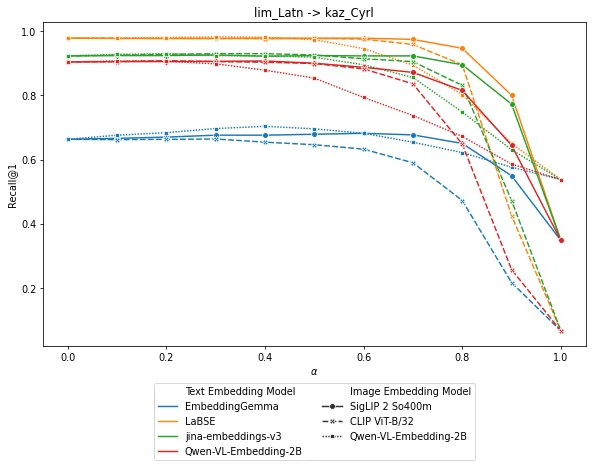 lim_Latn -> kaz_Cyrl
Recall@1
1.0
0.8
0.6
0.4
0.2
0.0 0.2 0.4 0.6 0.8 1.0
α
Text Embedding Model Image Embedding Model
EmbeddingGemma SigLIP 2 So400m
LaBSE CLIP ViT-B/32
jina-embeddings-v3 Qwen-VL-Embedding-2B
Qwen-VL-Embedding-2B